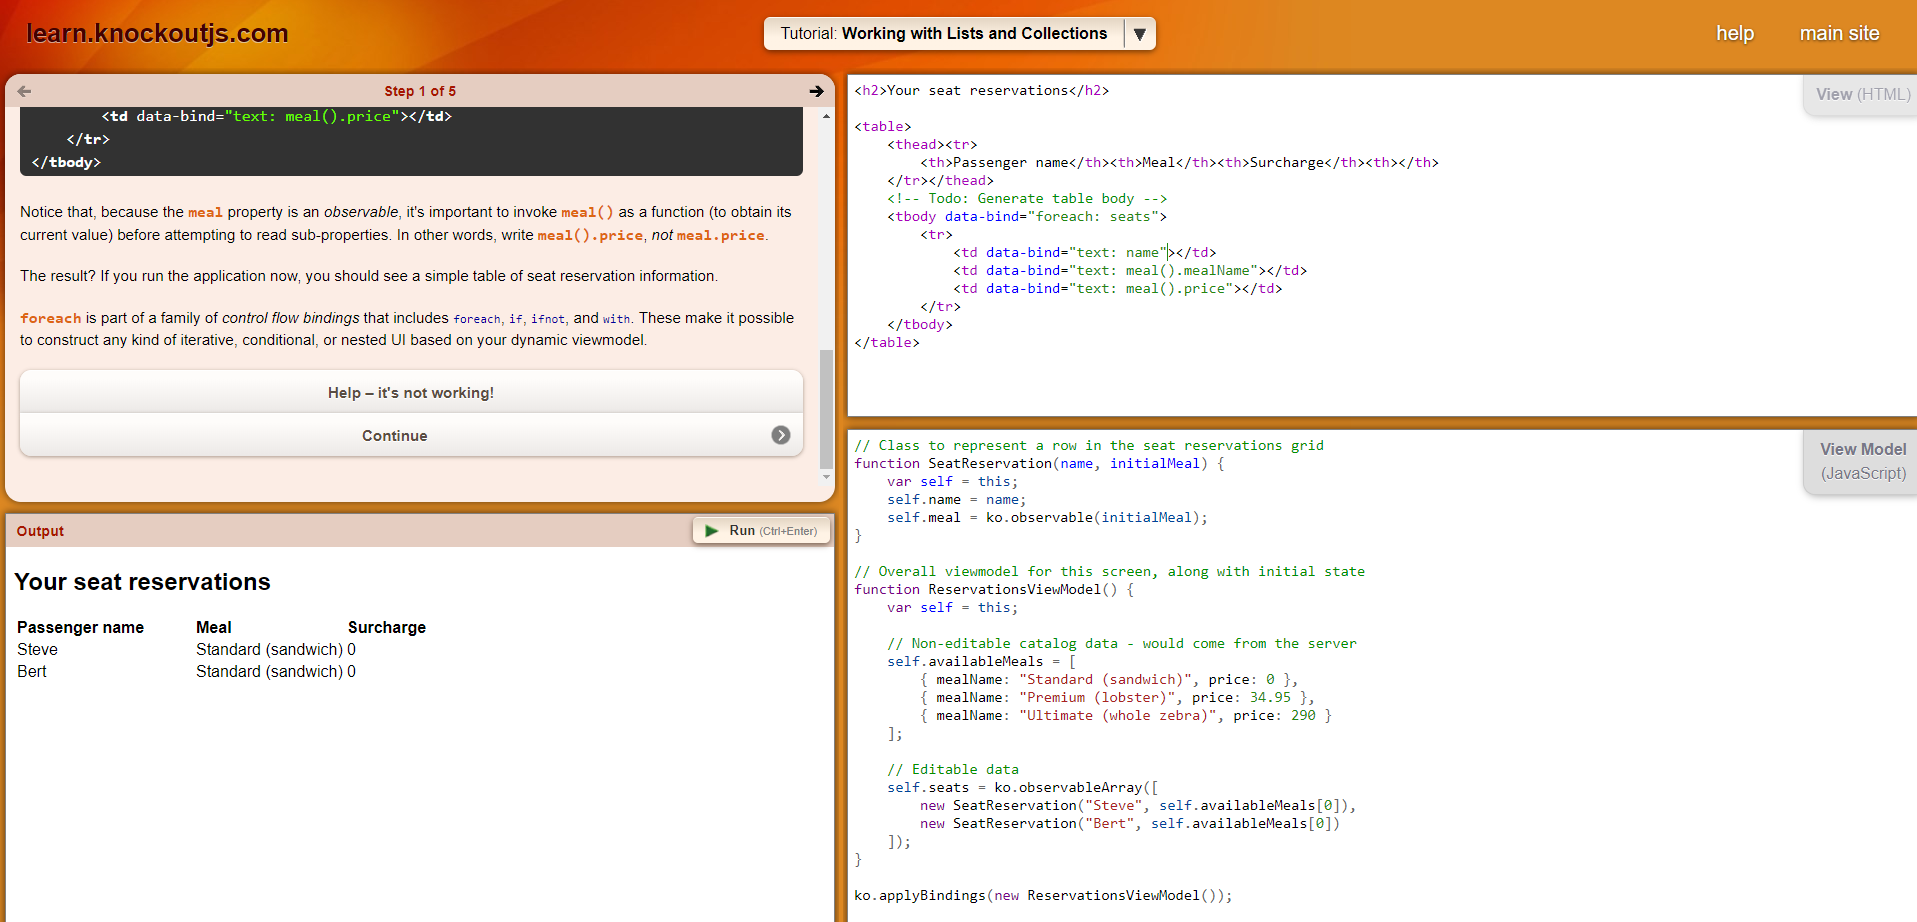 learn.knockoutjs.com
Tutorial: Working with Lists and Collections ▼
help
main site
Step 1 of 5
<td data-bind="text: meal().price"></td>
</tr>
</tbody>
Notice that, because the meal property is an observable, it's important to invoke meal() as a function (to obtain its
current value) before attempting to read sub-properties. In other words, write meal().price, not meal.price.
The result? If you run the application now, you should see a simple table of seat reservation information.
foreach is part of a family of control flow bindings that includes foreach, if, ifnot, and with. These make it possible
to construct any kind of iterative, conditional, or nested UI based on your dynamic viewmodel.
Help – it's not working!
Continue
Output
Run (Ctrl+Enter)
Your seat reservations
Passenger name Meal Surcharge
Steve Standard (sandwich) 0
Bert Standard (sandwich) 0
View (HTML)
<h2>Your seat reservations</h2>
<table>
<thead><tr>
<th>Passenger name</th><th>Meal</th><th>Surcharge</th><th></th>
</tr></thead>
<!-- Todo: Generate table body -->
<tbody data-bind="foreach: seats">
<tr>
<td data-bind="text: name"></td>
<td data-bind="text: meal().mealName"></td>
<td data-bind="text: meal().price"></td>
</tr>
</tbody>
</table>
View Model
(JavaScript)
// Class to represent a row in the seat reservations grid
function SeatReservation(name, initialMeal) {
var self = this;
self.name = name;
self.meal = ko.observable(initialMeal);
}
// Overall viewmodel for this screen, along with initial state
function ReservationsViewModel() {
var self = this;
// Non-editable catalog data - would come from the server
self.availableMeals = [
{ mealName: "Standard (sandwich)", price: 0 },
{ mealName: "Premium (lobster)", price: 34.95 },
{ mealName: "Ultimate (whole zebra)", price: 290 }
];
// Editable data
self.seats = ko.observableArray([
new SeatReservation("Steve", self.availableMeals[0]),
new SeatReservation("Bert", self.availableMeals[0])
]);
}
ko.applyBindings(new ReservationsViewModel());